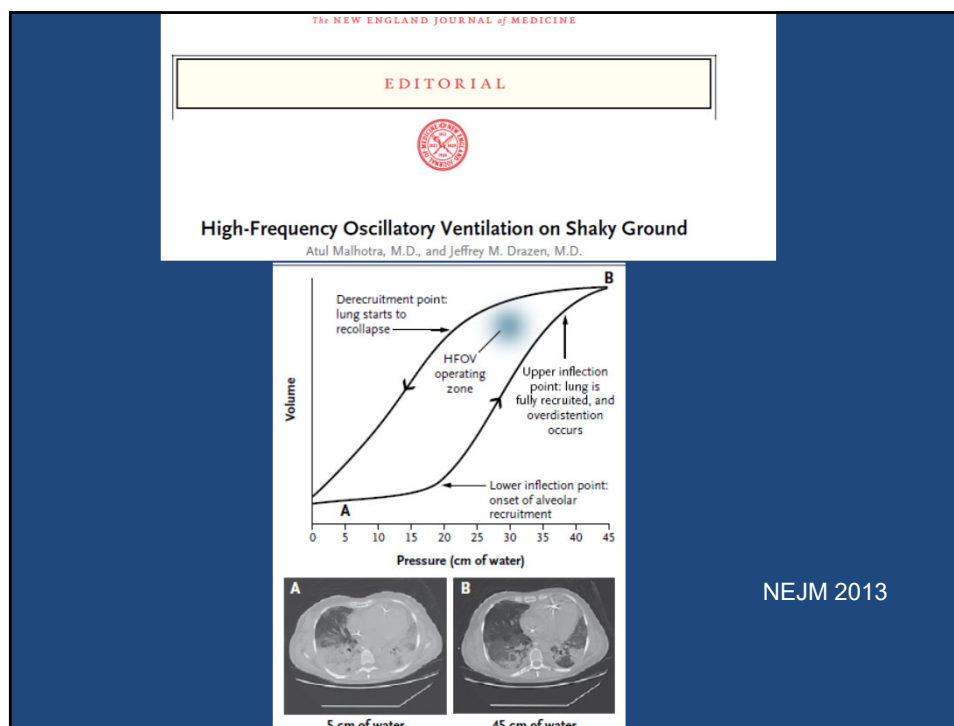 The NEW ENGLAND JOURNAL of MEDICINE
EDITORIAL
High-Frequency Oscillatory Ventilation on Shaky Ground
Atul Malhotra, M.D., and Jeffrey M. Drazen, M.D.
B
Derecruitment point:
lung starts to
recollapse
HFOV
operating
zone
Upper inflection
point: lung is
fully recruited, and
overdistention
occurs
Volume
Lower inflection point:
onset of alveolar
recruitment
A
0 5 10 15 20 25 30 35 40 45
Pressure (cm of water)
A
B
NEJM 2013
5 cm of water
45 cm of water